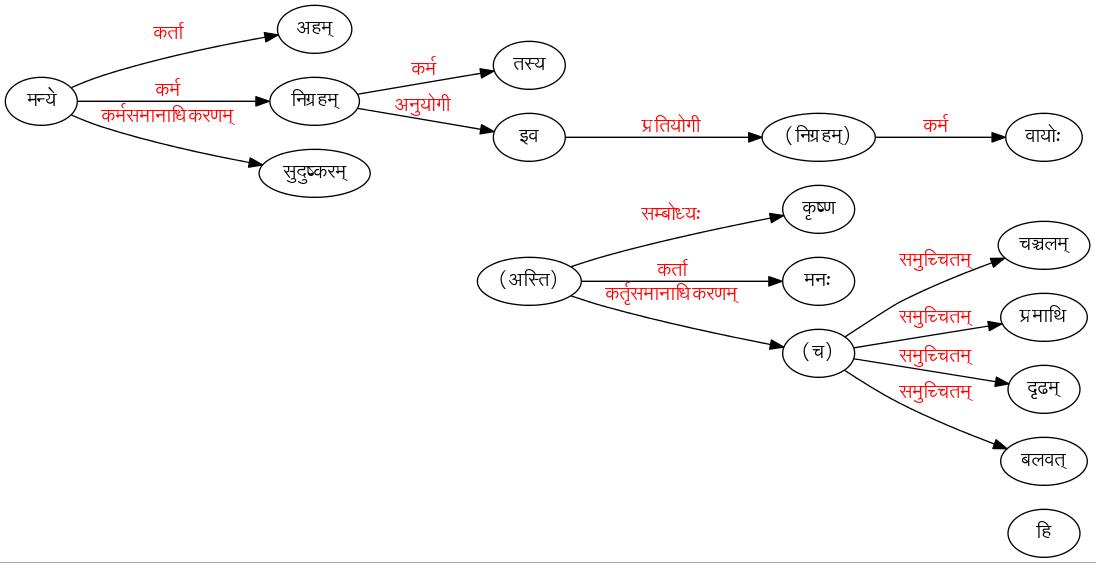 कर्ता
अहम्
मन्ये
कर्म
निग्रहम्
कर्मसमानाधिकरणम्
सुदुष्करम्
कर्म
तस्य
अनुयोगी
इव
प्रतियोगी
(निग्रहम्)
कर्म
वायोः
(अस्ति)
सम्बोध्यः
कृष्ण
कर्ता
मनः
कर्तृसमानाधिकरणम्
(च)
समुच्चितम्
चञ्चलम्
समुच्चितम्
प्रमाथि
समुच्चितम्
दृढम्
समुच्चितम्
बलवत्
हि